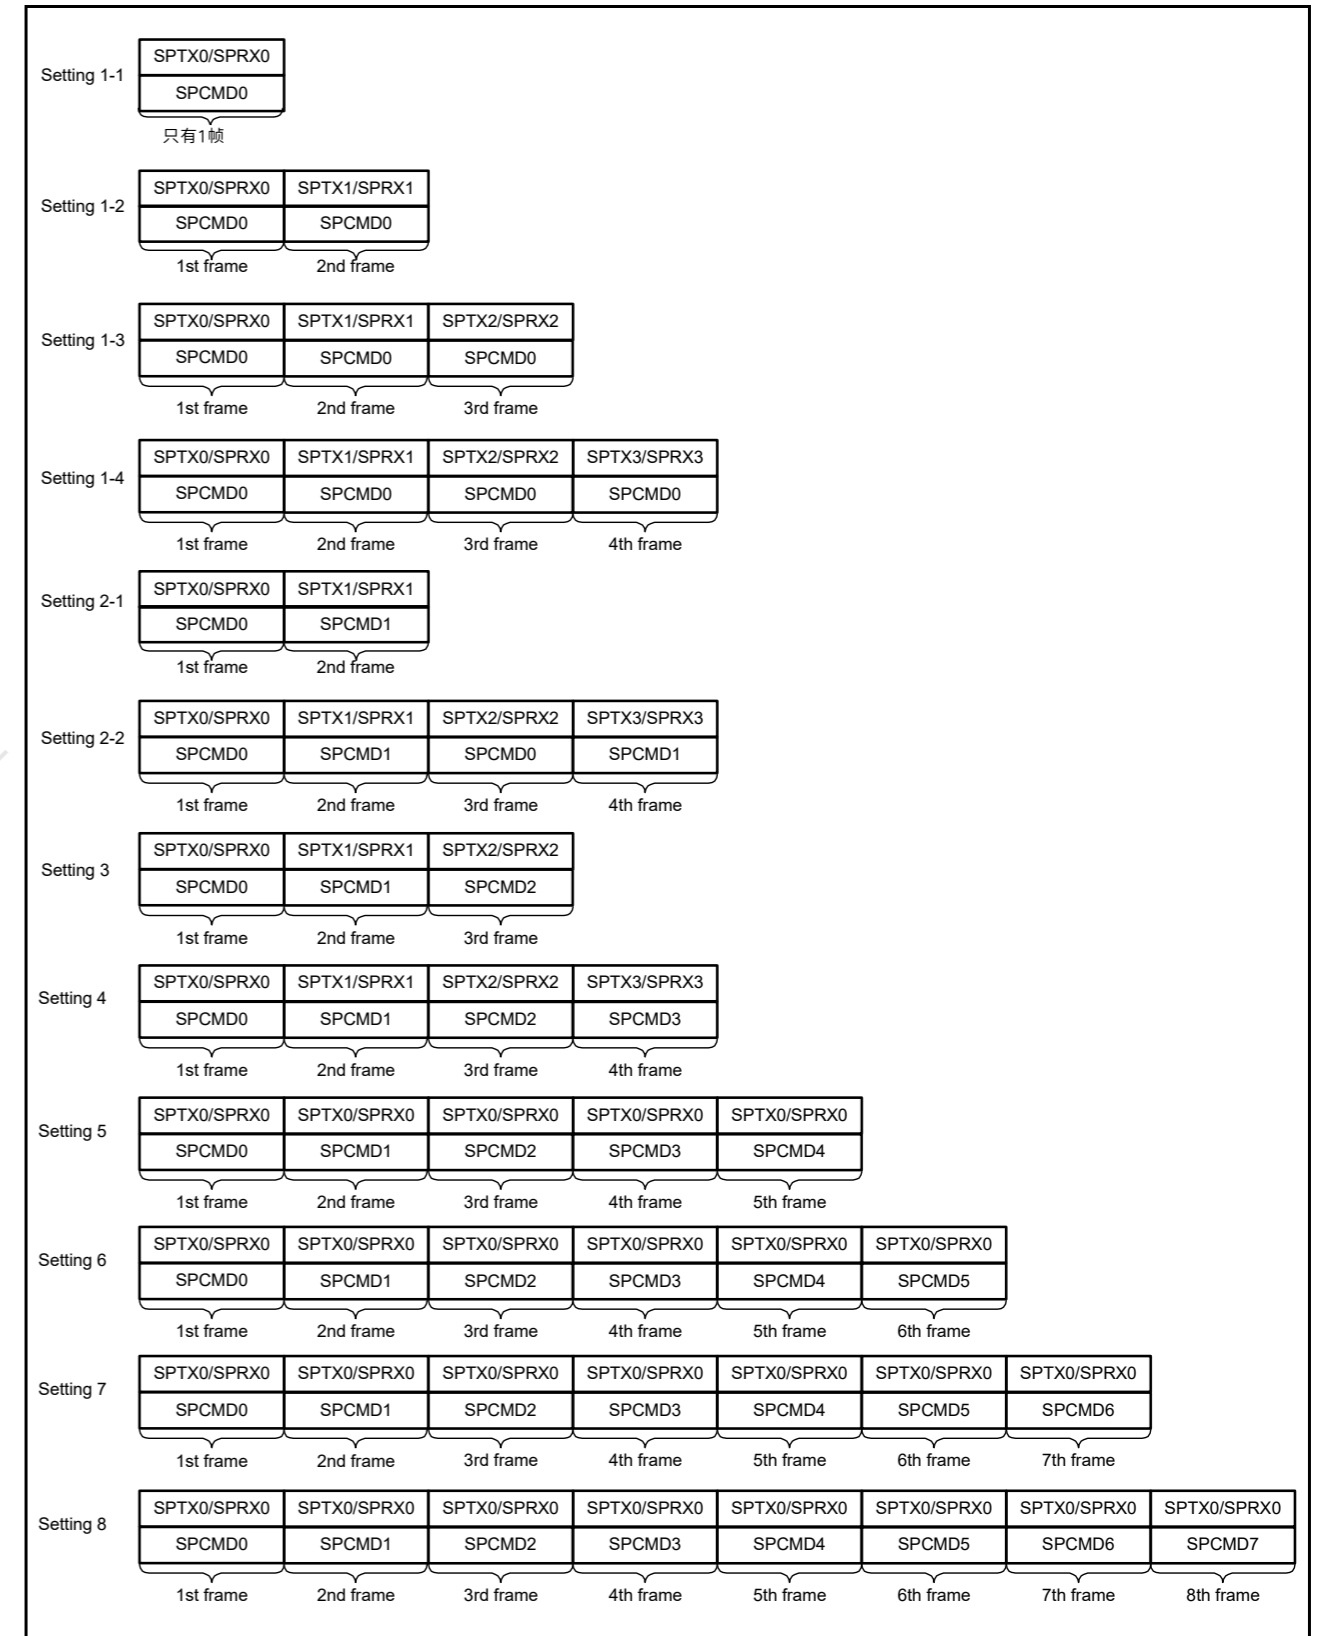 SPTX0/SPRX0
Setting 1-1
SPCMD0
只有1帧
SPTX0/SPRX0 SPTX1/SPRX1
Setting 1-2
SPCMD0 SPCMD0
1st frame 2nd frame
SPTX0/SPRX0 SPTX1/SPRX1 SPTX2/SPRX2
Setting 1-3
SPCMD0 SPCMD0 SPCMD0
1st frame 2nd frame 3rd frame
SPTX0/SPRX0 SPTX1/SPRX1 SPTX2/SPRX2 SPTX3/SPRX3
Setting 1-4
SPCMD0 SPCMD0 SPCMD0 SPCMD0
1st frame 2nd frame 3rd frame 4th frame
SPTX0/SPRX0 SPTX1/SPRX1
Setting 2-1
SPCMD0 SPCMD1
1st frame 2nd frame
SPTX0/SPRX0 SPTX1/SPRX1 SPTX2/SPRX2 SPTX3/SPRX3
Setting 2-2
SPCMD0 SPCMD1 SPCMD0 SPCMD1
1st frame 2nd frame 3rd frame 4th frame
SPTX0/SPRX0 SPTX1/SPRX1 SPTX2/SPRX2
Setting 3
SPCMD0 SPCMD1 SPCMD2
1st frame 2nd frame 3rd frame
SPTX0/SPRX0 SPTX1/SPRX1 SPTX2/SPRX2 SPTX3/SPRX3
Setting 4
SPCMD0 SPCMD1 SPCMD2 SPCMD3
1st frame 2nd frame 3rd frame 4th frame
SPTX0/SPRX0 SPTX0/SPRX0 SPTX0/SPRX0 SPTX0/SPRX0 SPTX0/SPRX0
Setting 5
SPCMD0 SPCMD1 SPCMD2 SPCMD3 SPCMD4
1st frame 2nd frame 3rd frame 4th frame 5th frame
SPTX0/SPRX0 SPTX0/SPRX0 SPTX0/SPRX0 SPTX0/SPRX0 SPTX0/SPRX0 SPTX0/SPRX0
Setting 6
SPCMD0 SPCMD1 SPCMD2 SPCMD3 SPCMD4 SPCMD5
1st frame 2nd frame 3rd frame 4th frame 5th frame 6th frame
SPTX0/SPRX0 SPTX0/SPRX0 SPTX0/SPRX0 SPTX0/SPRX0 SPTX0/SPRX0 SPTX0/SPRX0 SPTX0/SPRX0
Setting 7
SPCMD0 SPCMD1 SPCMD2 SPCMD3 SPCMD4 SPCMD5 SPCMD6
1st frame 2nd frame 3rd frame 4th frame 5th frame 6th frame 7th frame
SPTX0/SPRX0 SPTX0/SPRX0 SPTX0/SPRX0 SPTX0/SPRX0 SPTX0/SPRX0 SPTX0/SPRX0 SPTX0/SPRX0 SPTX0/SPRX0
Setting 8
SPCMD0 SPCMD1 SPCMD2 SPCMD3 SPCMD4 SPCMD5 SPCMD6 SPCMD7
1st frame 2nd frame 3rd frame 4th frame 5th frame 6th frame 7th frame 8th frame